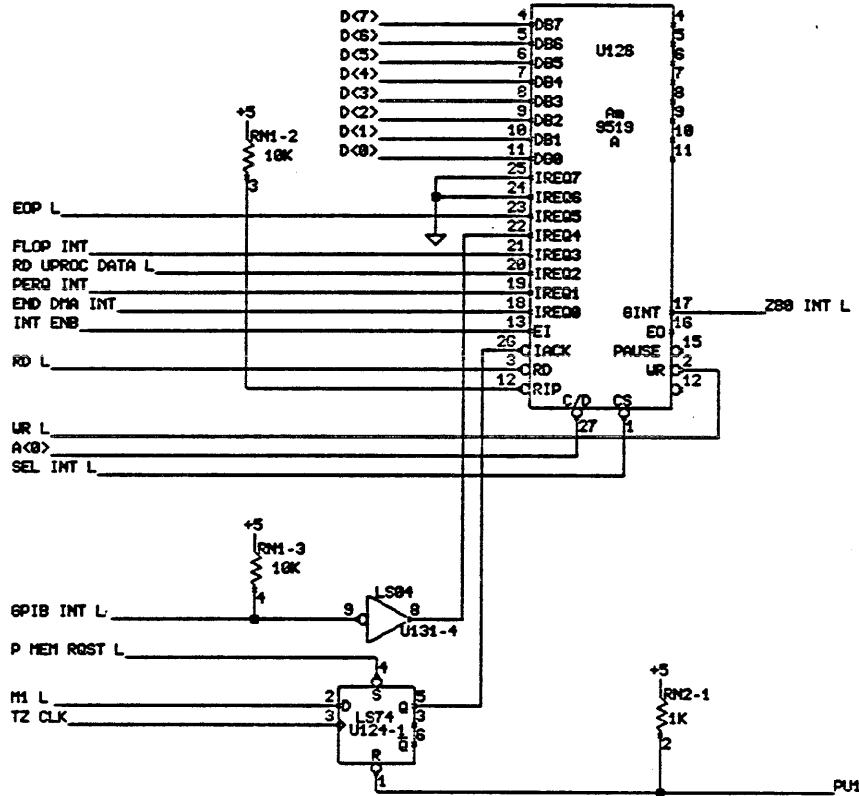 D<7> 4 DB7 4
D<6> 5 DB6 U128 5
D<5> 6 DB5 6
D<4> 7 DB4 7
D<3> 8 DB3 8
D<2> 9 DB2 Am 9
D<1> 10 DB1 9519 10
D<0> 11 DB0 A 11
+5
RN1-2
10K
3
25 IREQ7
24 IREQ6
EOP L 23 IREQ5
22 IREQ4
FLOP INT 21 IREQ3
RD UPROC DATA L 20 IREQ2
PERQ INT 19 IREQ1
END DMA INT 18 IREQ0 GINT 17 Z80 INT L
INT ENB 13 EI EO 16
26 IACK PAUSE 15
RD L 3 RD WR 2
12 RIP 12
C/D CS
27 1
WR L
A<0>
SEL INT L
+5
RN1-3
10K
4
LS04
GPIB INT L 9 8
U131-4
P MEM RQST L
4
S
M1 L 2 D Q 5
TZ CLK 3 LS74 3
U124-1 6
Q
R
1
+5
RN2-1
1K
2
PU1